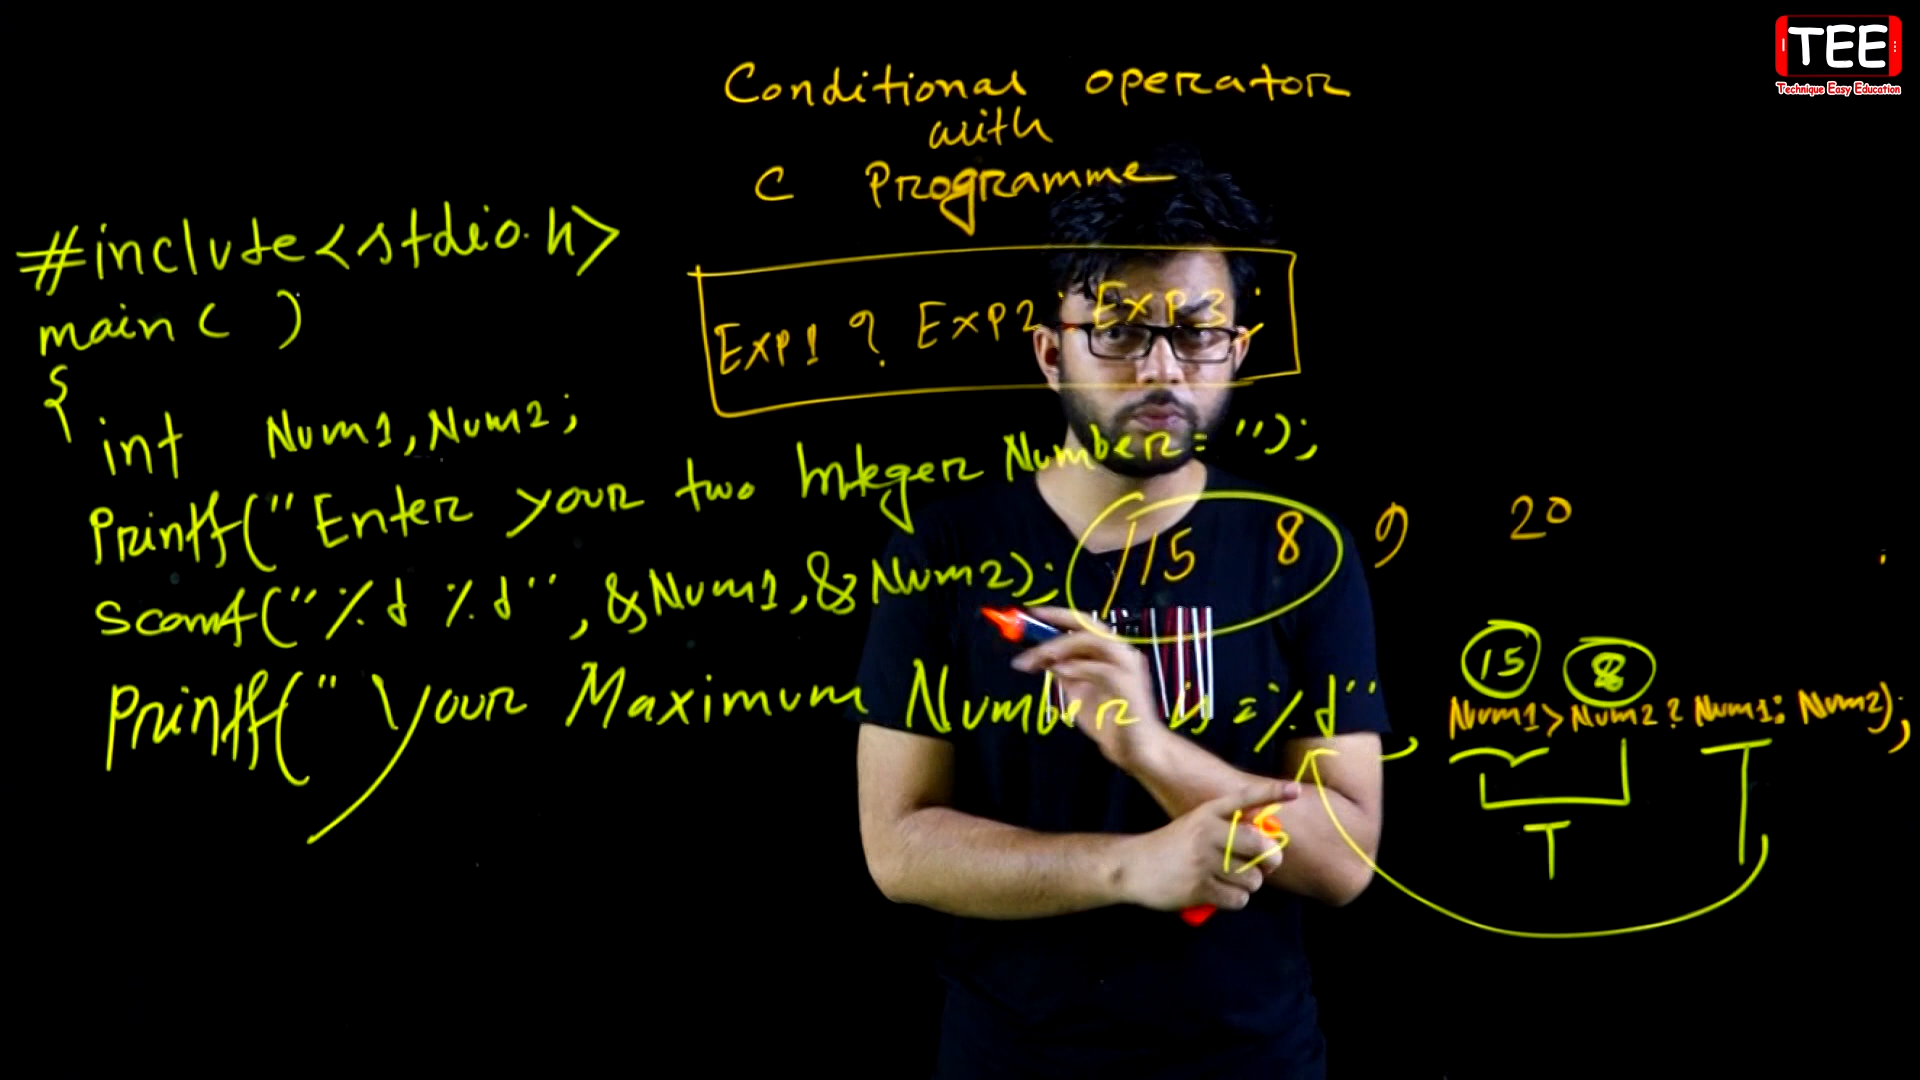 TEE
Technique Easy Education
Conditional operator
with
C Programme
#include<stdio.h>
main( )
Exp1 ? Exp2 : Exp3;
{
int Num1, Num2;
Printf("Enter your two Integer Number= ");
scanf("%d %d", &Num1, &Num2);
15 8 9 20
15 8
Printf(" Your Maximum Number is =%d", Num1>Num2? Num1: Num2);
T
15